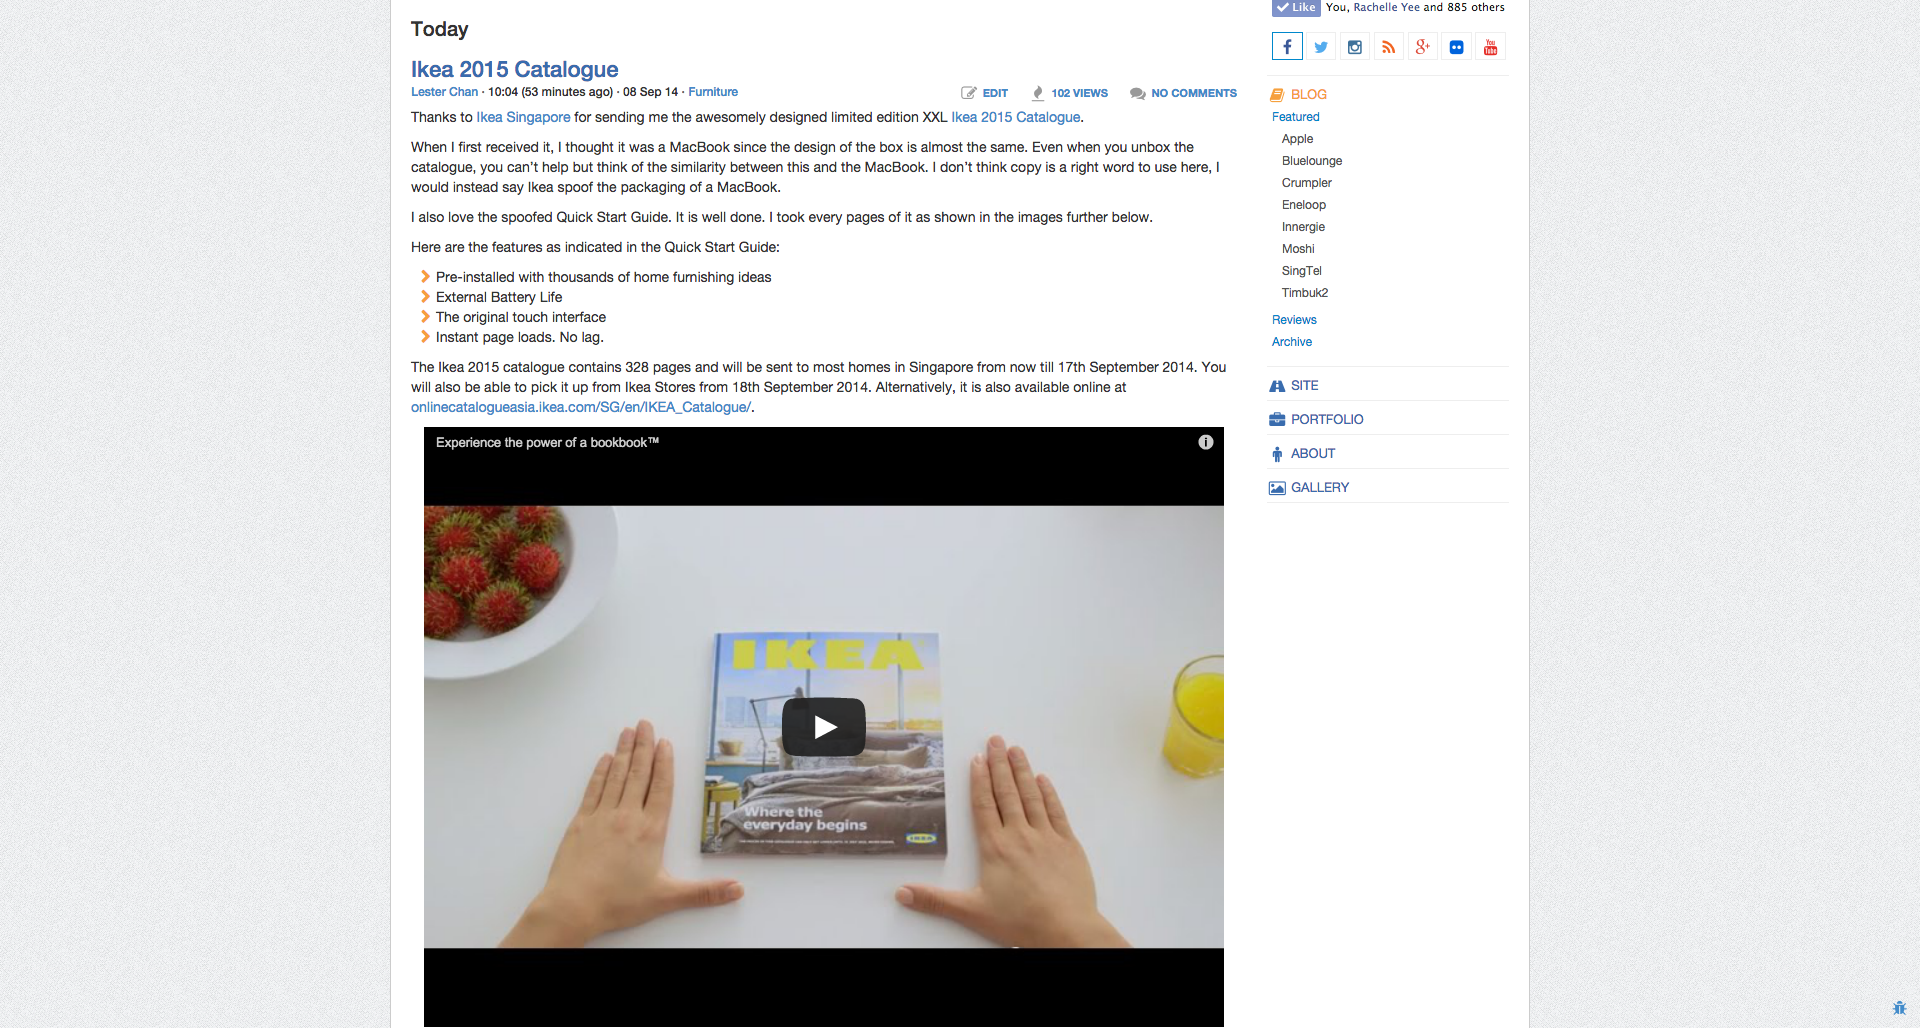 Like You, Rachelle Yee and 885 others
Today
Ikea 2015 Catalogue
Lester Chan · 10:04 (53 minutes ago) · 08 Sep 14 · Furniture
EDIT 102 VIEWS NO COMMENTS
Thanks to Ikea Singapore for sending me the awesomely designed limited edition XXL Ikea 2015 Catalogue.
When I first received it, I thought it was a MacBook since the design of the box is almost the same. Even when you unbox the
catalogue, you can't help but think of the similarity between this and the MacBook. I don't think copy is a right word to use here, I
would instead say Ikea spoof the packaging of a MacBook.
I also love the spoofed Quick Start Guide. It is well done. I took every pages of it as shown in the images further below.
Here are the features as indicated in the Quick Start Guide:
Pre-installed with thousands of home furnishing ideas
External Battery Life
The original touch interface
Instant page loads. No lag.
The Ikea 2015 catalogue contains 328 pages and will be sent to most homes in Singapore from now till 17th September 2014. You
will also be able to pick it up from Ikea Stores from 18th September 2014. Alternatively, it is also available online at
onlinecatalogueasia.ikea.com/SG/en/IKEA_Catalogue/.
Experience the power of a bookbook™
IKEA
Where the
everyday begins
IKEA
g+
You
Tube
BLOG
Featured
Apple
Bluelounge
Crumpler
Eneloop
Innergie
Moshi
SingTel
Timbuk2
Reviews
Archive
SITE
PORTFOLIO
ABOUT
GALLERY